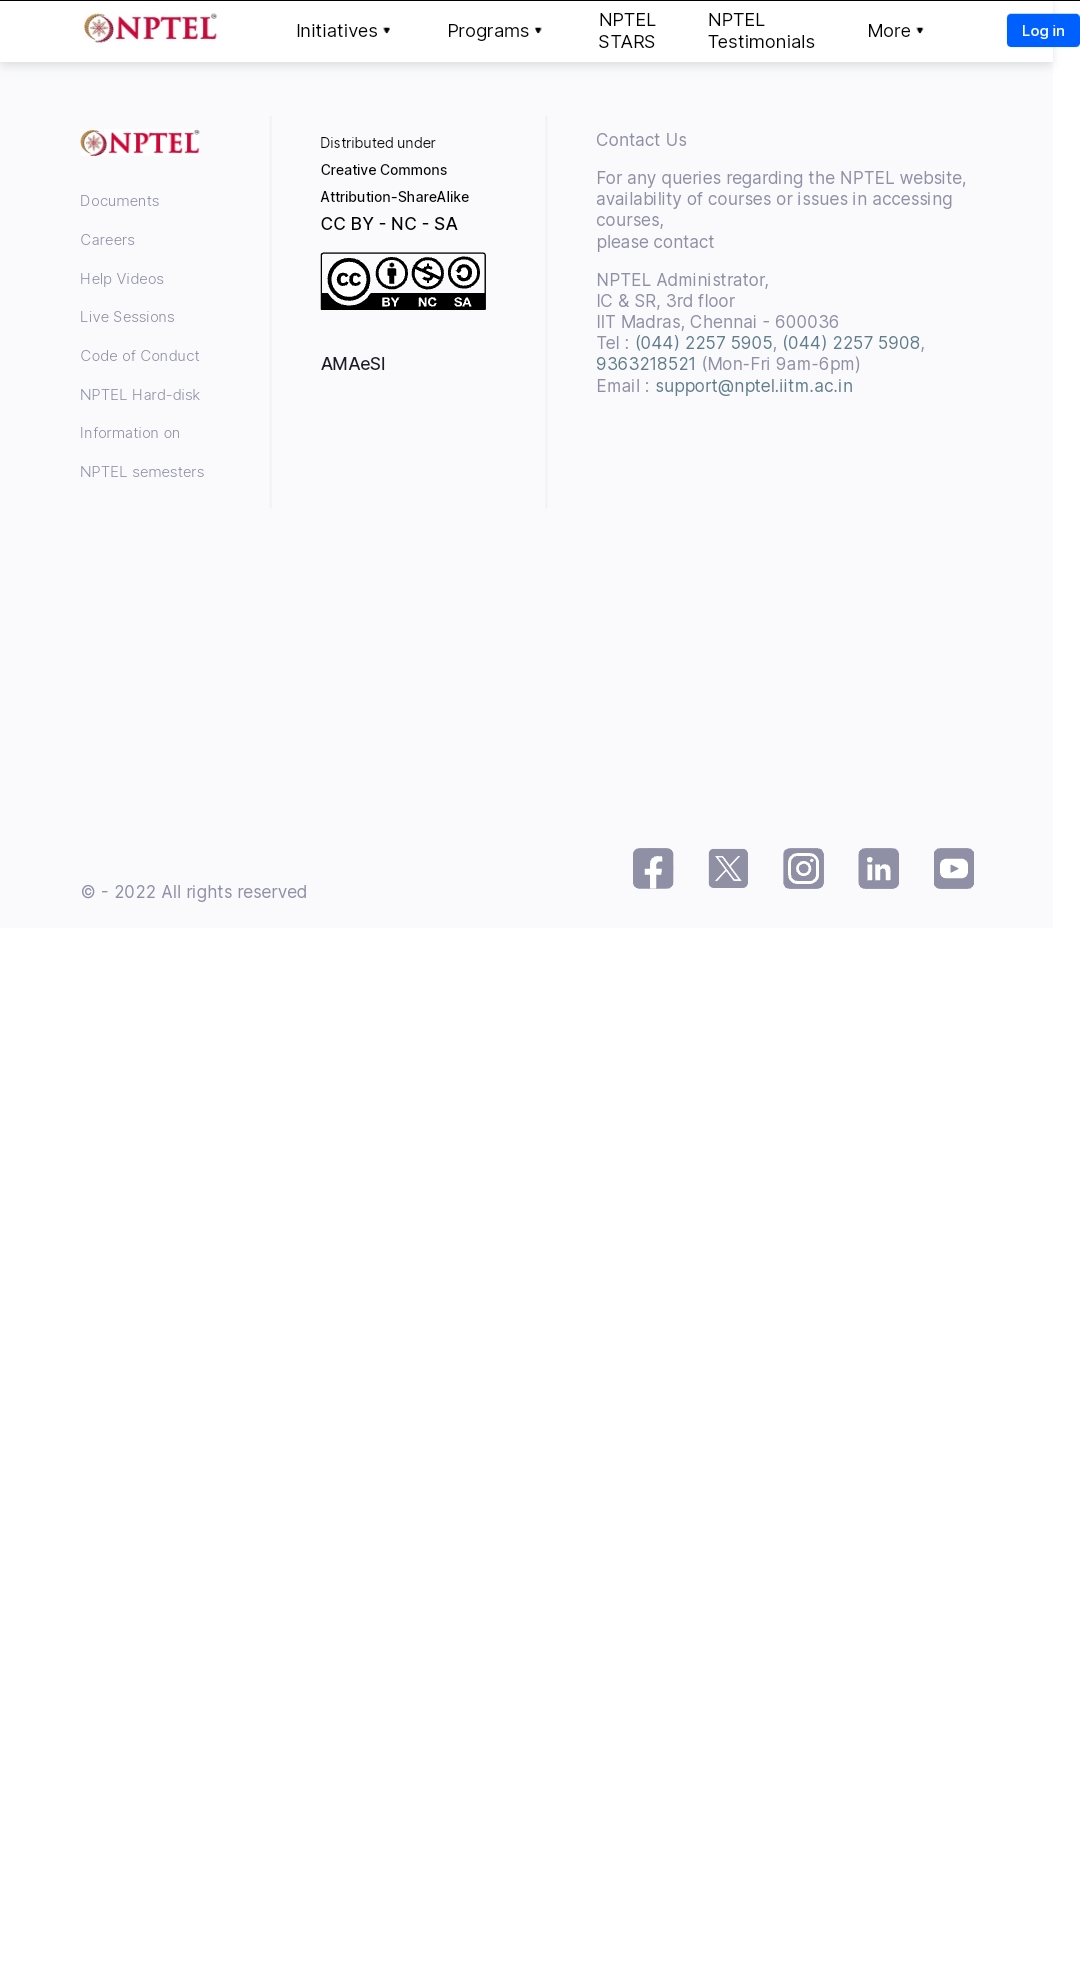 NPTEL®
Initiatives
Programs
NPTEL
STARS
NPTEL
Testimonials
More
Log in
NPTEL®
Documents
Careers
Help Videos
Live Sessions
Code of Conduct
NPTEL Hard-disk
Information on
NPTEL semesters
Distributed under
Creative Commons
Attribution-ShareAlike
CC BY - NC - SA
cc BY NC SA
AMAeSI
Contact Us
For any queries regarding the NPTEL website,
availability of courses or issues in accessing
courses,
please contact
NPTEL Administrator,
IC & SR, 3rd floor
IIT Madras, Chennai - 600036
Tel : (044) 2257 5905, (044) 2257 5908,
9363218521 (Mon-Fri 9am-6pm)
Email : support@nptel.iitm.ac.in
© - 2022 All rights reserved